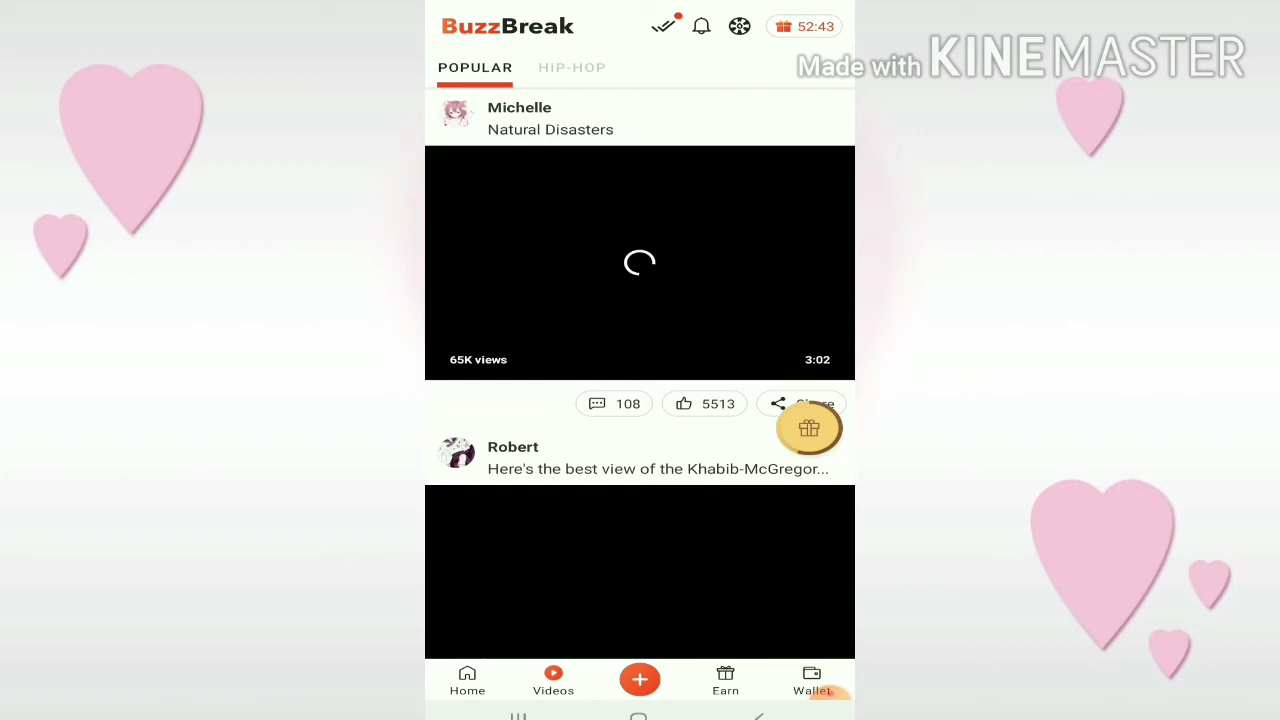 BuzzBreak
52:43
Made with KINEMASTER
POPULAR HIP-HOP
Michelle
Natural Disasters
65K views 3:02
108 5513 Share
Robert
Here's the best view of the Khabib-McGregor...
Home Videos Earn Wallet